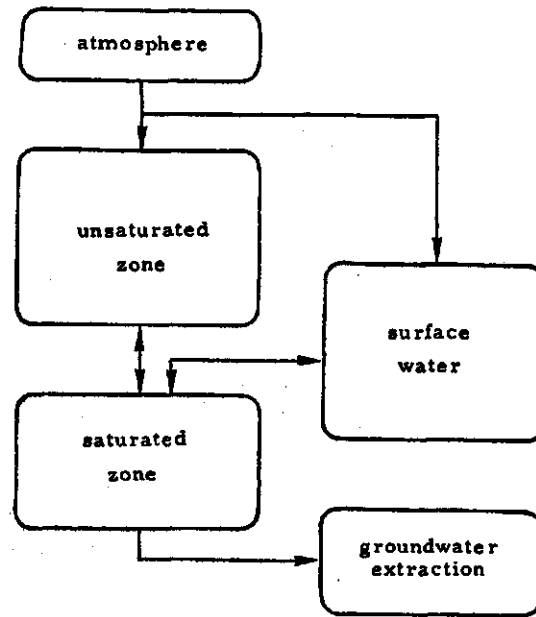 atmosphere
unsaturated
zone
surface
water
saturated
zone
groundwater
extraction